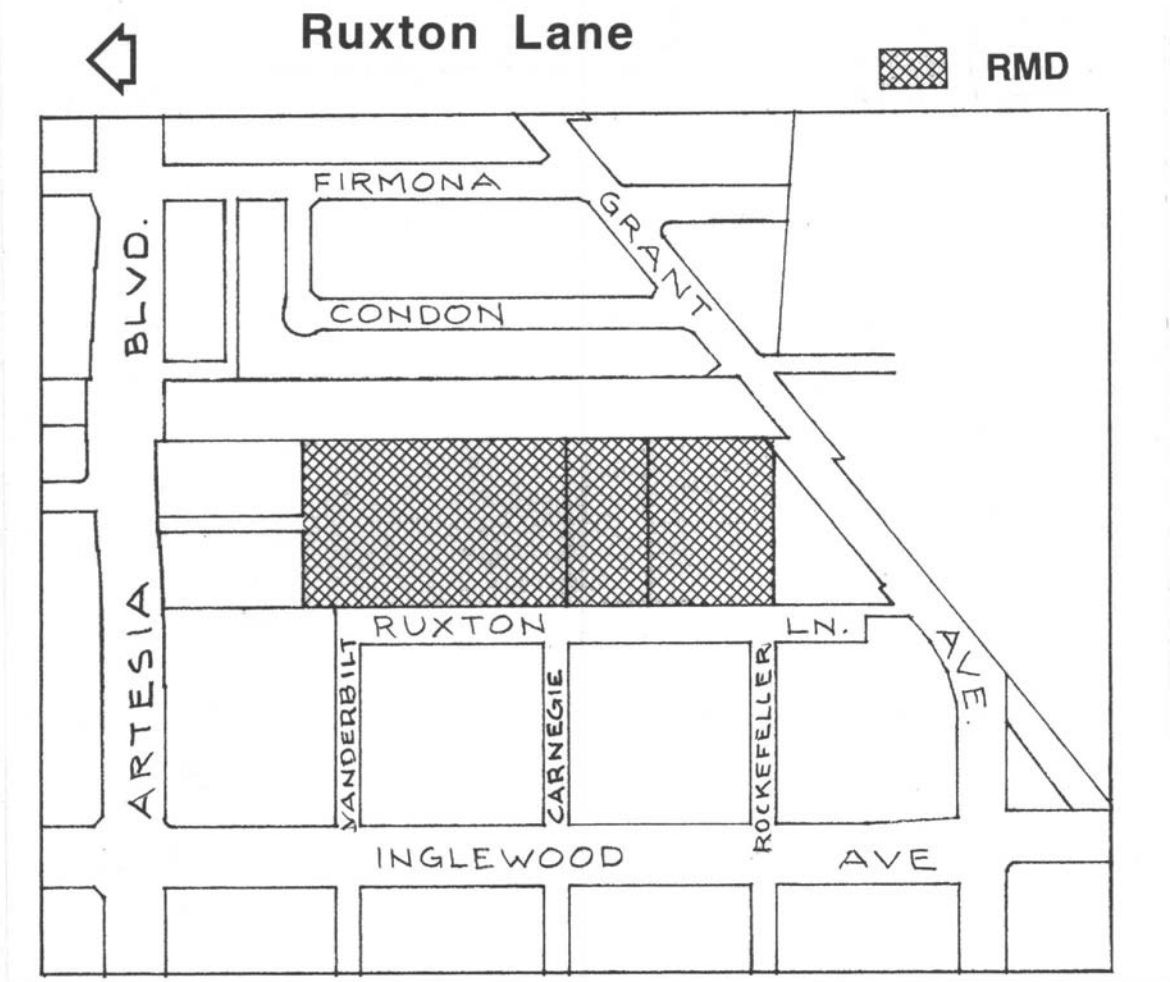 Ruxton Lane
RMD
FIRMONA
GRANT
BLVD.
CONDON
ARTESIA
RUXTON
LN.
AVE.
VANDERBILT
CARNEGIE
ROCKEFELLER
INGLEWOOD
AVE